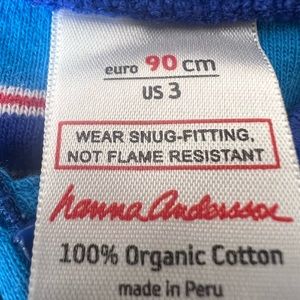 euro 90 cm
US 3
WEAR SNUG-FITTING,
NOT FLAME RESISTANT
hanna Andersson
100% Organic Cotton
made in Peru